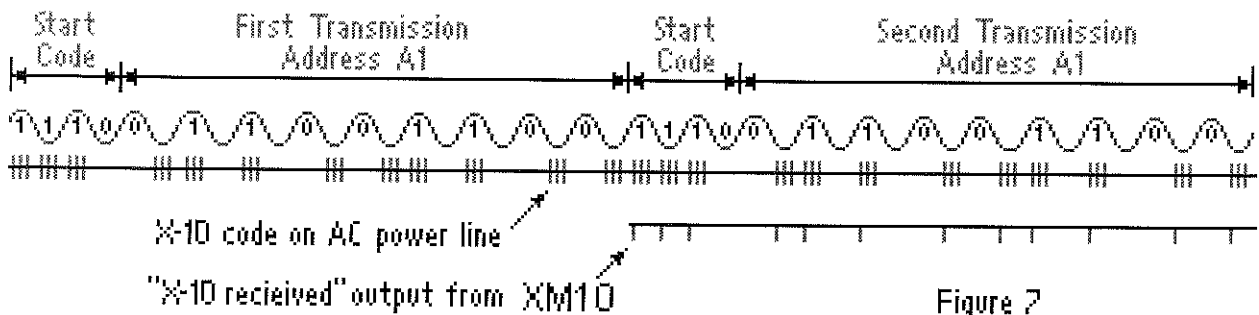 Start First Transmission Start Second Transmission
Code Address A1 Code Address A1
1 1 1 0 0 1 1 0 0 1 1 0 0 1 1 1 0 0 1 1 0 0 1 1 0 0
X-10 code on AC power line
"X-10 recieived" output from XM10
Figure 7